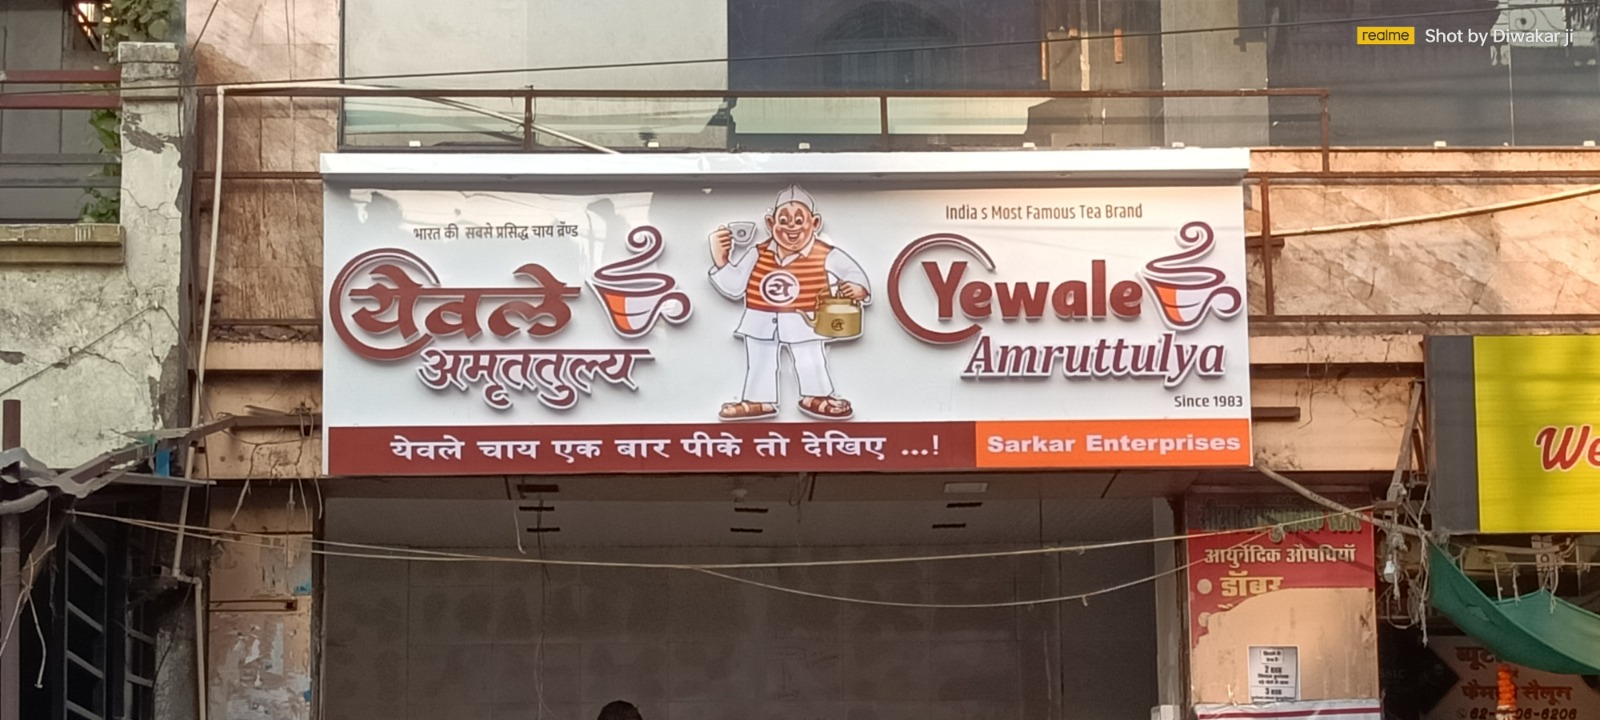 realme Shot by Diwakar ji
भारत की सबसे प्रसिद्ध चाय ब्रॅण्ड
येवले
अमृततुल्य
ये
India s Most Famous Tea Brand
Yewale
Amruttulya
Since 1983
येवले चाय एक बार पीके तो देखिए ...!
Sarkar Enterprises
We
आयुर्वेदिक औषधियाँ
• डॉबर
सैलून